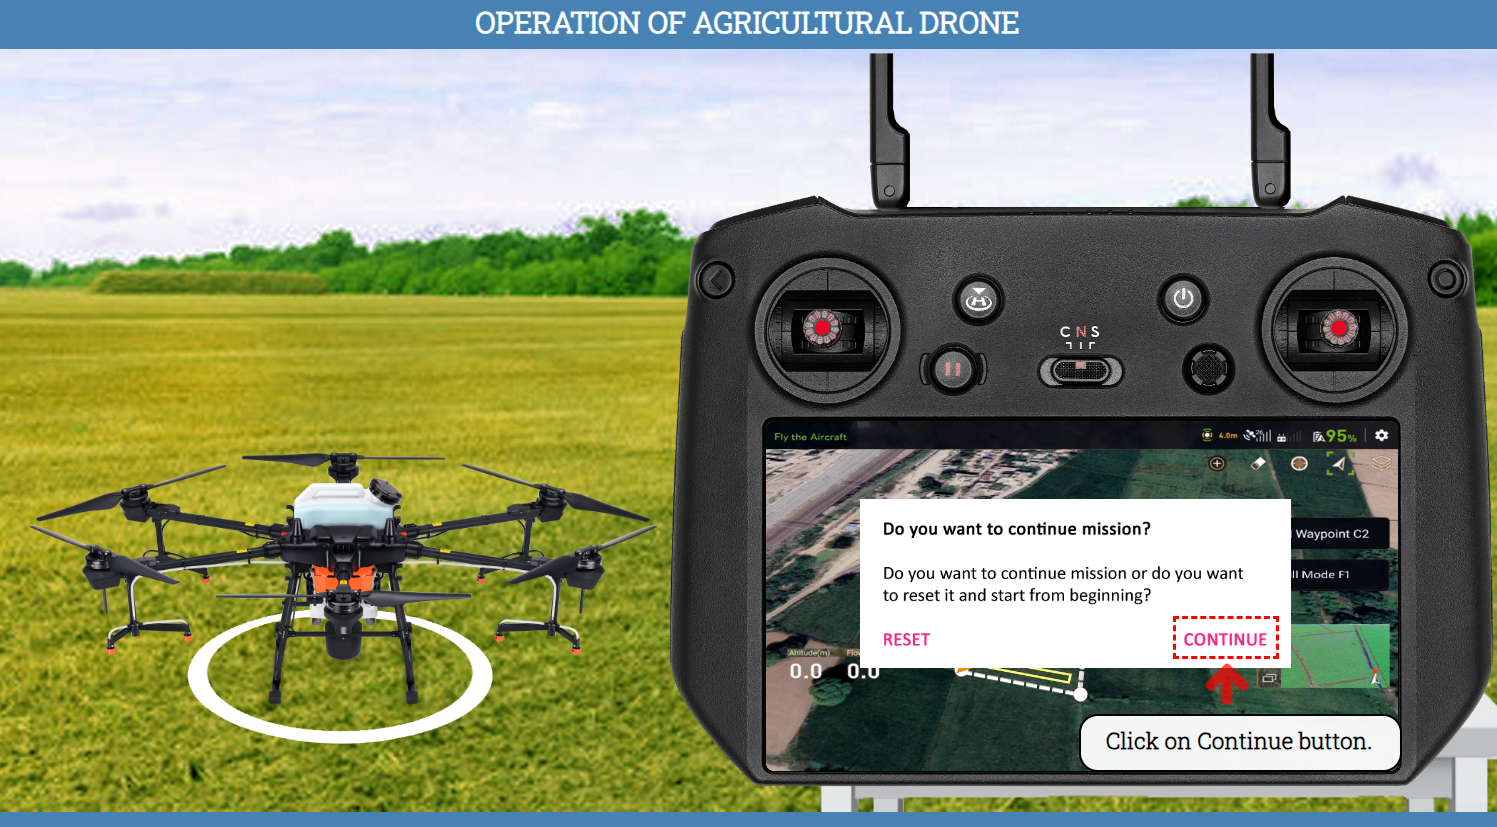 OPERATION OF AGRICULTURAL DRONE
C N S
Fly the Aircraft
4.0m
26
95%
Do you want to continue mission?
Waypoint C2
Do you want to continue mission or do you want
to reset it and start from beginning?
ll Mode F1
RESET
CONTINUE
Altitude(m)
Flo
0.0
0.0
Click on Continue button.